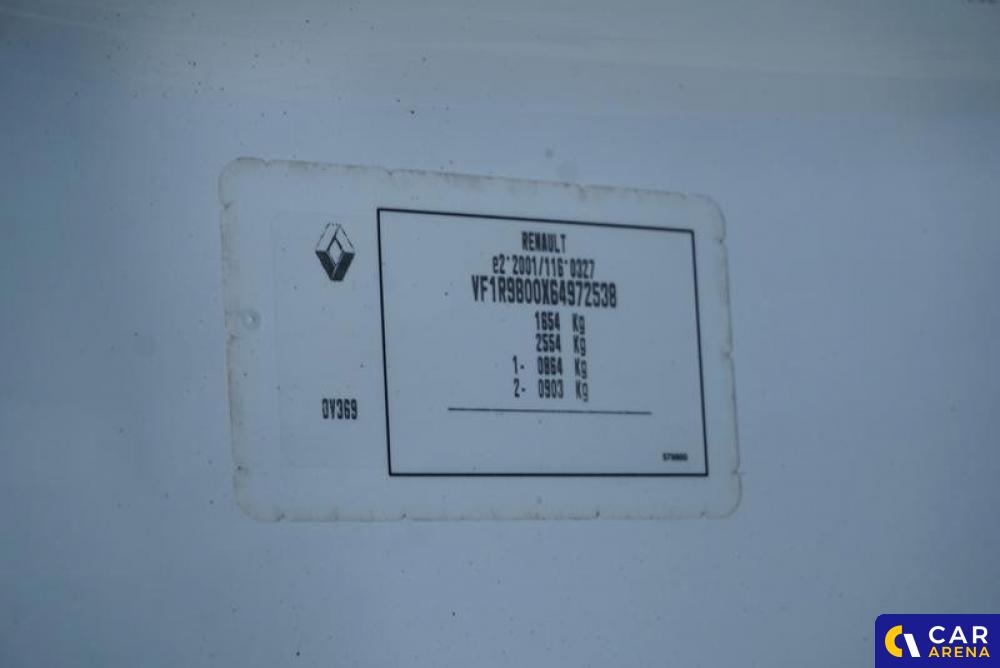 RENAULT
e2*2001/116*0327
VF1R9800X64972538
1654 Kg
2554 Kg
1- 0864 Kg
2- 0903 Kg
0V369
CAR
ARENA